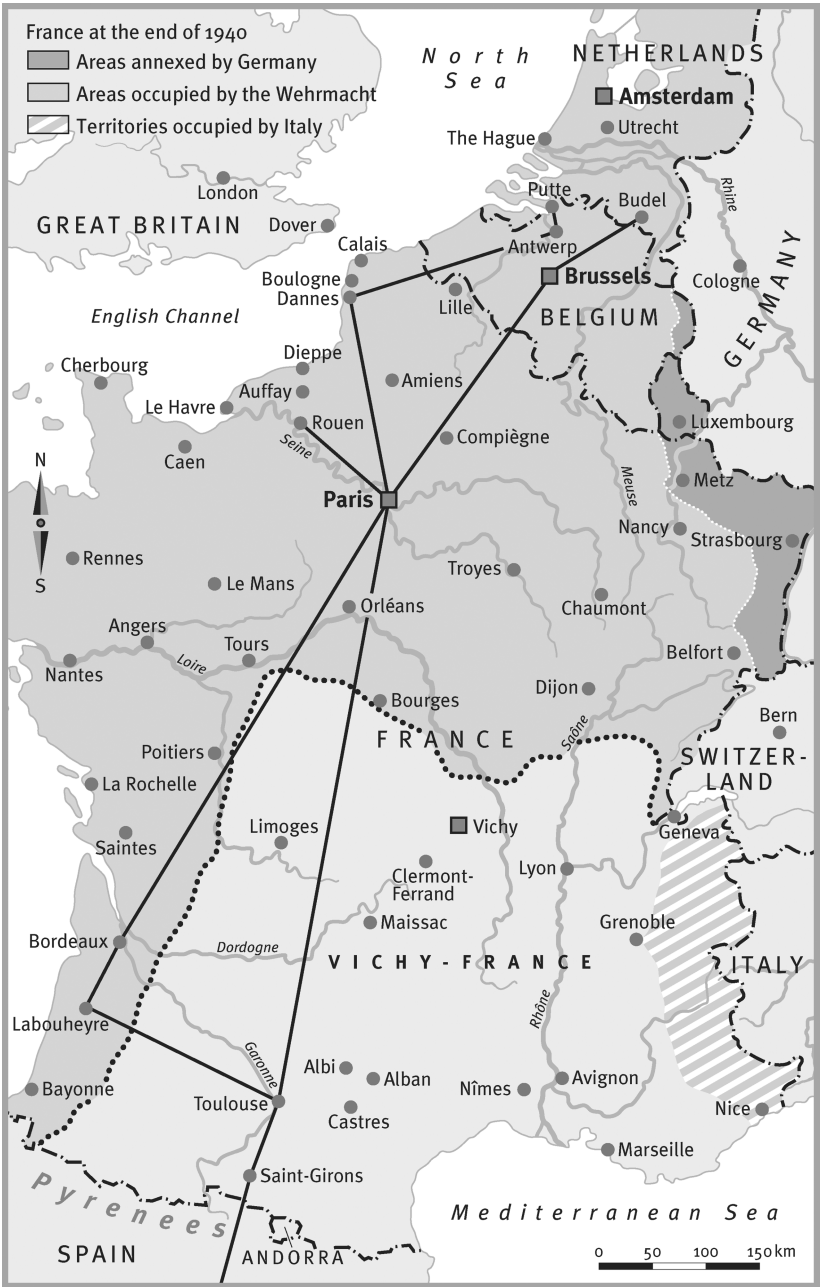 France at the end of 1940
Areas annexed by Germany
Areas occupied by the Wehrmacht
Territories occupied by Italy
North
Sea
NETHERLANDS
Amsterdam
Utrecht
The Hague
London
GREAT BRITAIN
Dover
Putte
Budel
Rhine
Calais
Antwerp
Boulogne
Dannes
Brussels
Cologne
GERMANY
Lille
BELGIUM
English Channel
Cherbourg
Dieppe
Auffay
Amiens
Le Havre
Rouen
Luxembourg
Seine
Compiègne
Caen
N
S
Meuse
Metz
Paris
Nancy
Strasbourg
Rennes
Le Mans
Troyes
Chaumont
Orléans
Angers
Tours
Loire
Nantes
Belfort
Dijon
Bourges
Bern
FRANCE
Saône
Poitiers
SWITZER-
LAND
La Rochelle
Limoges
Vichy
Geneva
Saintes
Clermont-
Ferrand
Lyon
Maissac
Grenoble
Bordeaux
Dordogne
VICHY-FRANCE
ITALY
Labouheyre
Rhône
Garonne
Albi
Alban
Bayonne
Nîmes
Avignon
Toulouse
Castres
Nice
Marseille
Saint-Girons
Pyrenees
Mediterranean Sea
SPAIN
ANDORRA
0 50 100 150 km